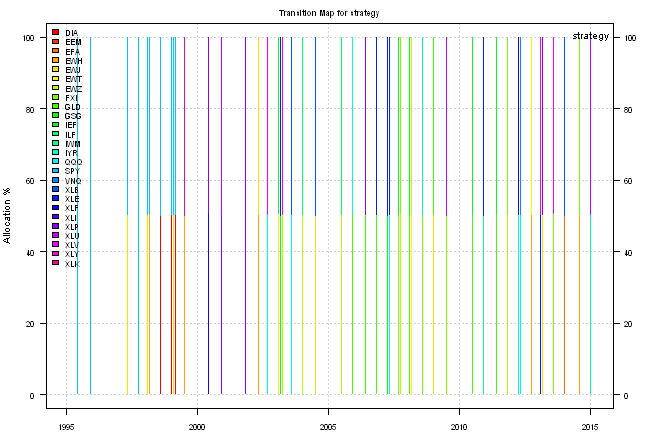 Transition Map for strategy
strategy
DIA
EEM
EFA
EWH
EWJ
EWT
EWZ
FXI
GLD
GSG
IEF
ILF
IWM
IYR
QQQ
SPY
VNQ
XLB
XLE
XLF
XLI
XLP
XLU
XLV
XLY
XLK
Allocation %
100
80
60
40
20
0
100
80
60
40
20
0
1995
2000
2005
2010
2015